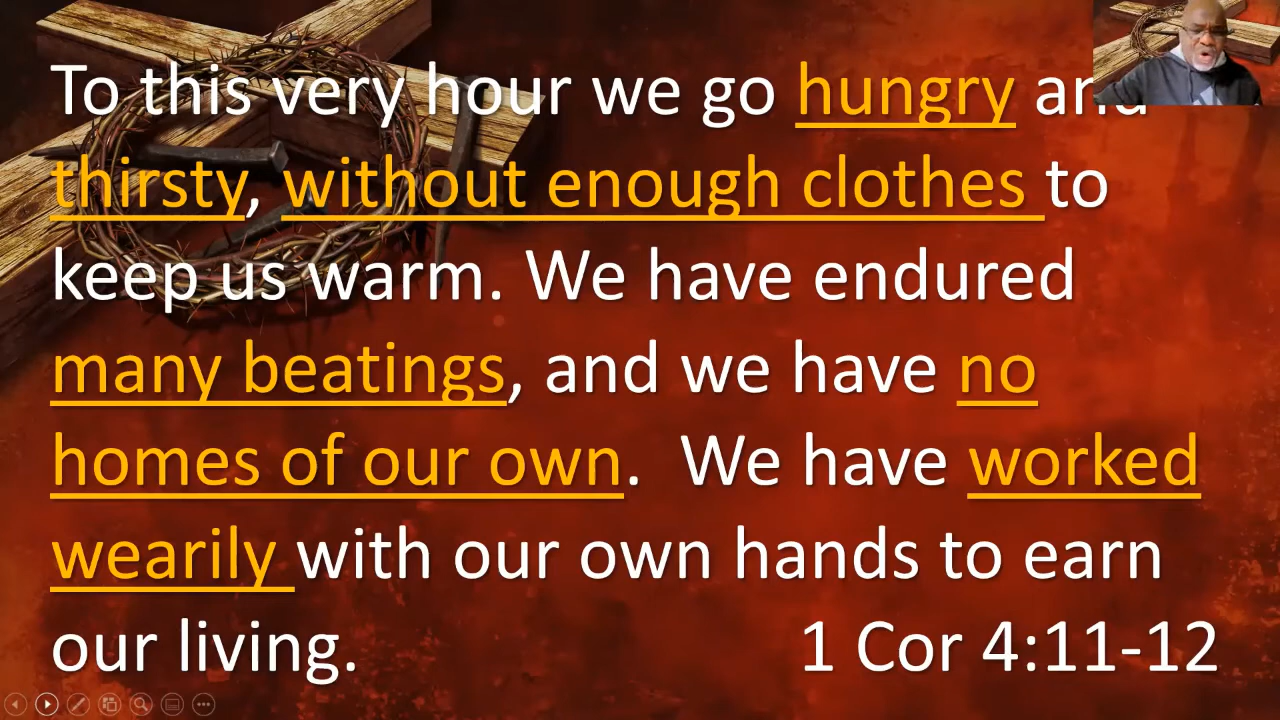 To this very hour we go hungry and
thirsty, without enough clothes to
keep us warm. We have endured
many beatings, and we have no
homes of our own.  We have worked
wearily with our own hands to earn
our living. 1 Cor 4:11-12